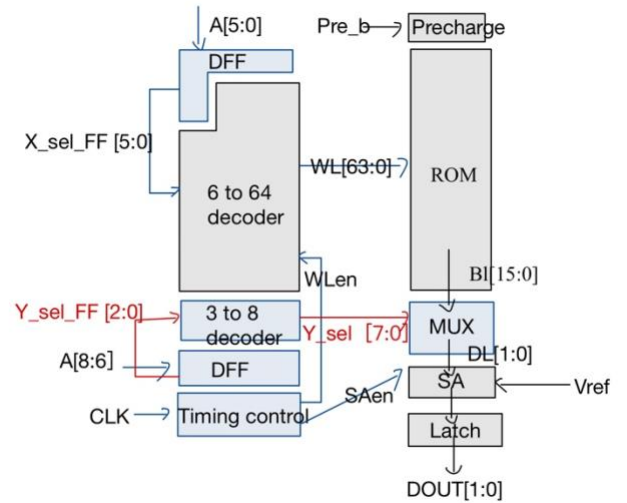 A[5:0]
Pre_b
Precharge
DFF
X_sel_FF [5:0]
WL[63:0]
ROM
6 to 64
decoder
Bl[15:0]
WLen
Y_sel_FF [2:0]
3 to 8
decoder
Y_sel [7:0]
MUX
DL[1:0]
A[8:6]
DFF
SA
Vref
SAen
CLK
Timing control
Latch
DOUT[1:0]